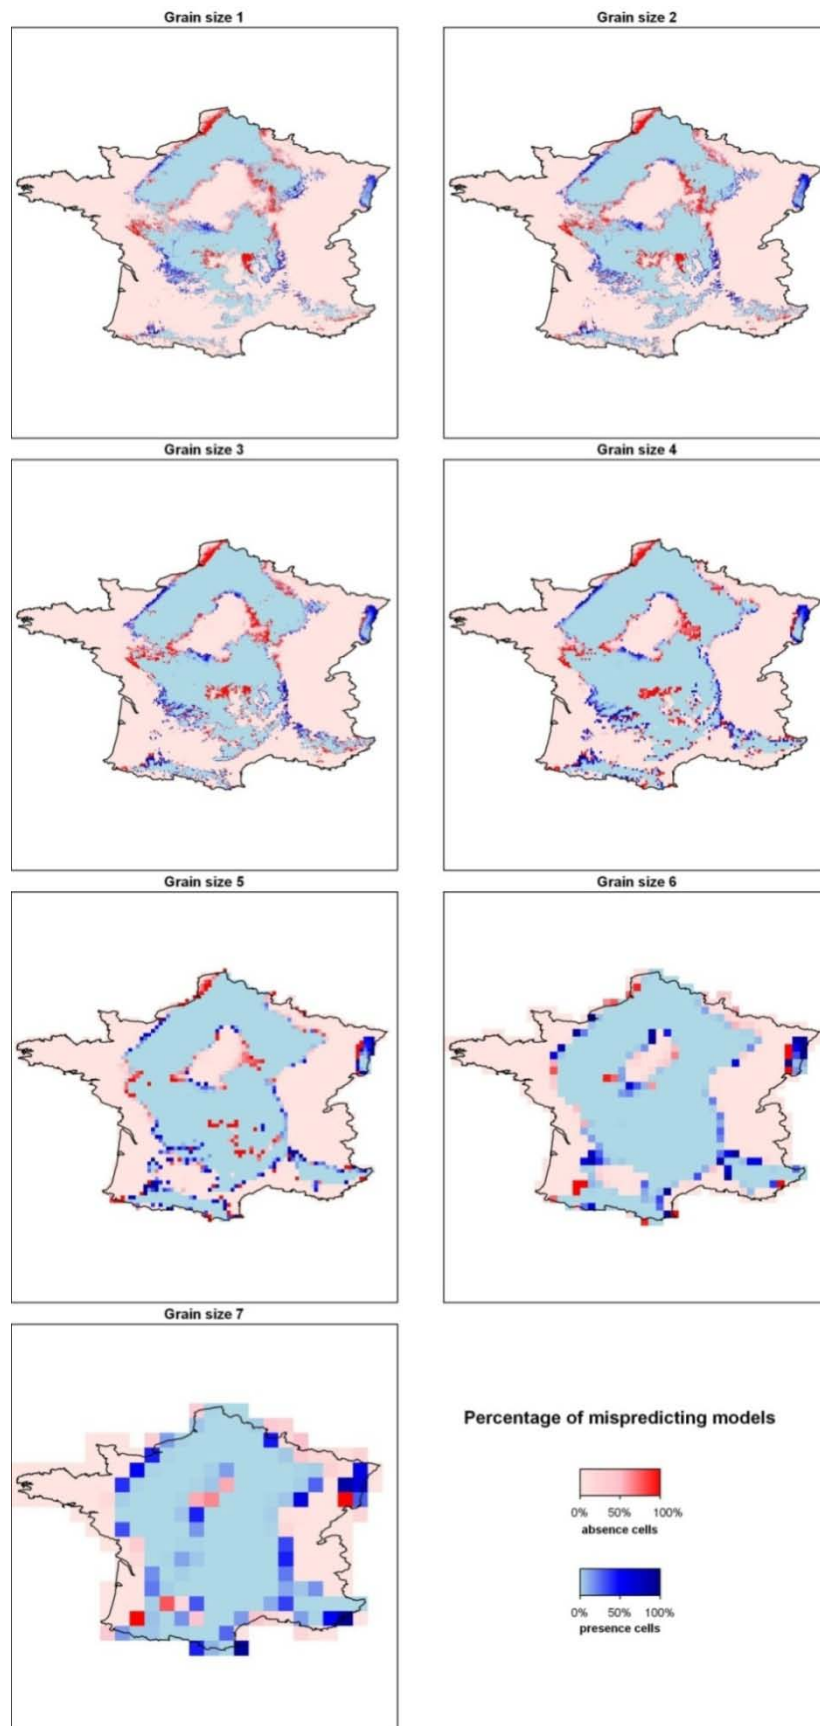 Grain size 1
Grain size 2
Grain size 3
Grain size 4
Grain size 5
Grain size 6
Grain size 7
Percentage of mispredicting models
0% 50% 100%
absence cells
0% 50% 100%
presence cells